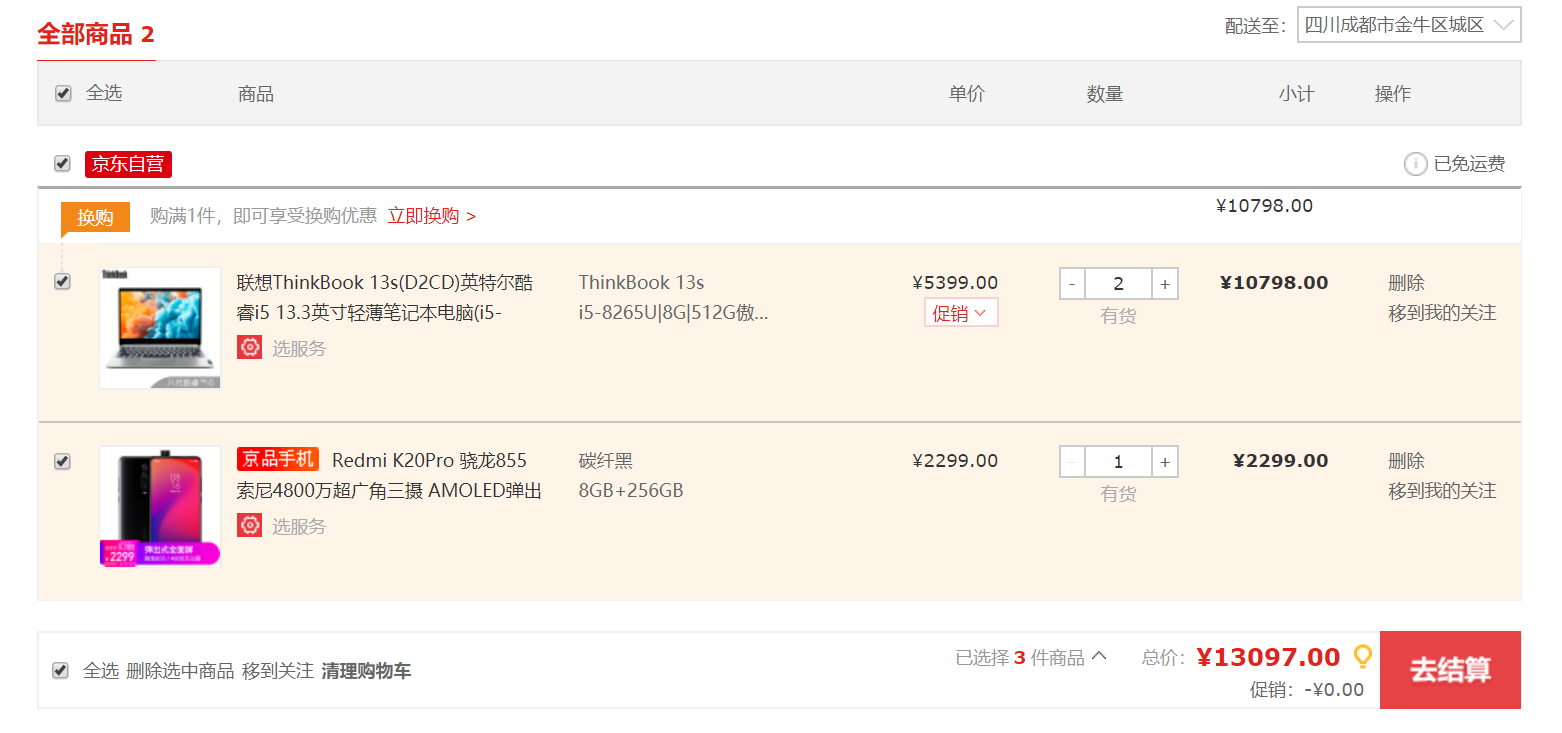 全部商品 2
配送至： 四川成都市金牛区城区
全选 商品 单价 数量 小计 操作
京东自营 已免运费
换购 购满1件，即可享受换购优惠 立即换购 > ¥10798.00
ThinkBook
联想ThinkBook 13s(D2CD)英特尔酷 ThinkBook 13s ¥5399.00 - 2 + ¥10798.00 删除
睿i5 13.3英寸轻薄笔记本电脑(i5- i5-8265U|8G|512G傲... 促销 有货 移到我的关注
选服务
京品手机 Redmi K20Pro 骁龙855 碳纤黑 ¥2299.00 - 1 + ¥2299.00 删除
索尼4800万超广角三摄 AMOLED弹出 8GB+256GB 有货 移到我的关注
选服务
弹出式全面屏
2299
全选 删除选中商品 移到关注 清理购物车 已选择 3 件商品 总价： ¥13097.00 去结算
促销： -¥0.00